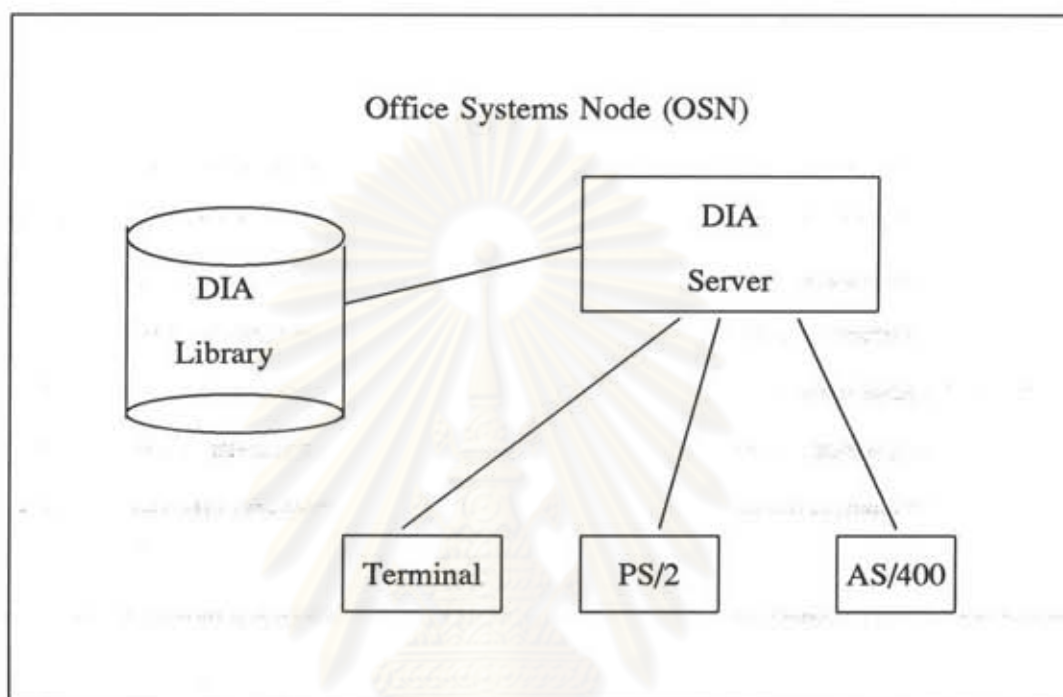 Office Systems Node (OSN)
DIA
Server
DIA
Library
Terminal
PS/2
AS/400